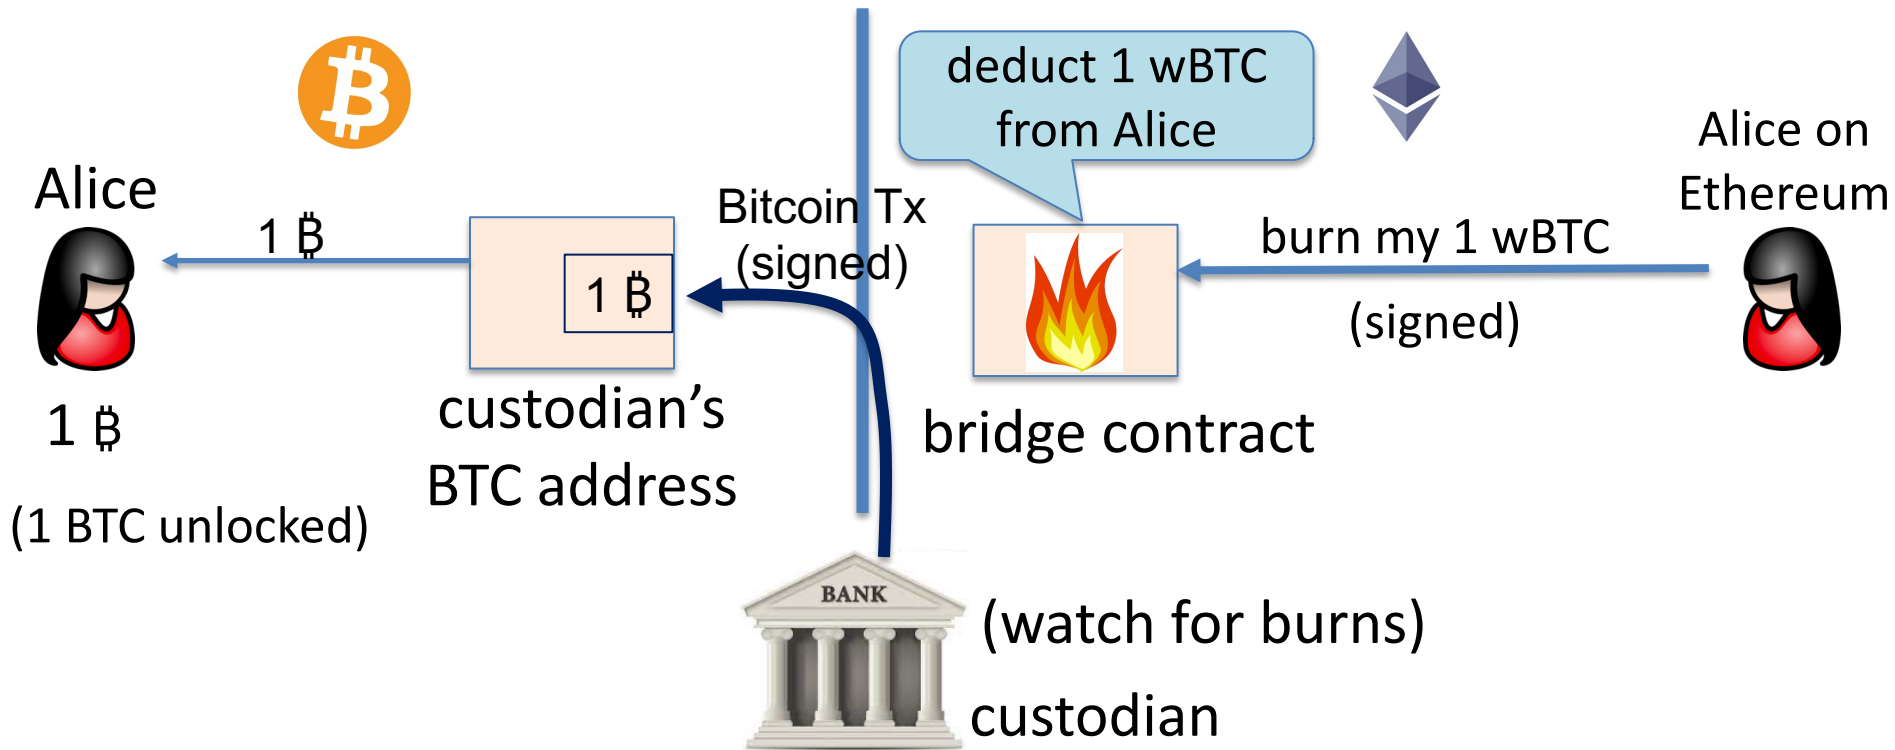 deduct 1 wBTC
from Alice
Alice on
Ethereum
Alice
1 ₿
1 ₿
Bitcoin Tx
(signed)
burn my 1 wBTC
(signed)
1 ₿
custodian’s
BTC address
bridge contract
(1 BTC unlocked)
BANK
(watch for burns)
custodian